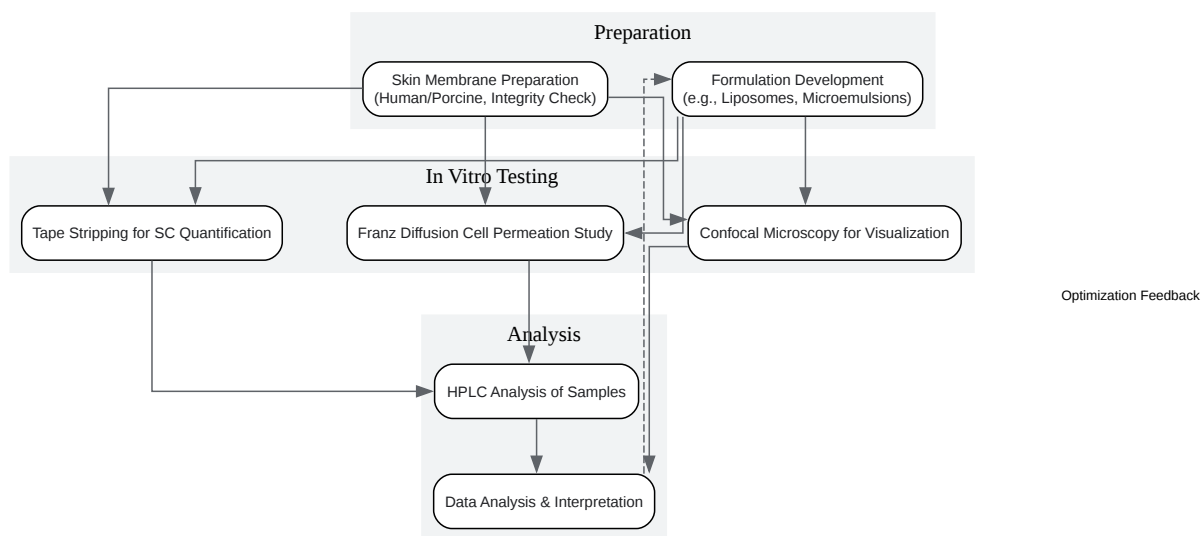 Preparation
Skin Membrane Preparation
(Human/Porcine, Integrity Check)
Formulation Development
(e.g., Liposomes, Microemulsions)
In Vitro Testing
Tape Stripping for SC Quantification
Franz Diffusion Cell Permeation Study
Confocal Microscopy for Visualization
Optimization Feedback
Analysis
HPLC Analysis of Samples
Data Analysis & Interpretation